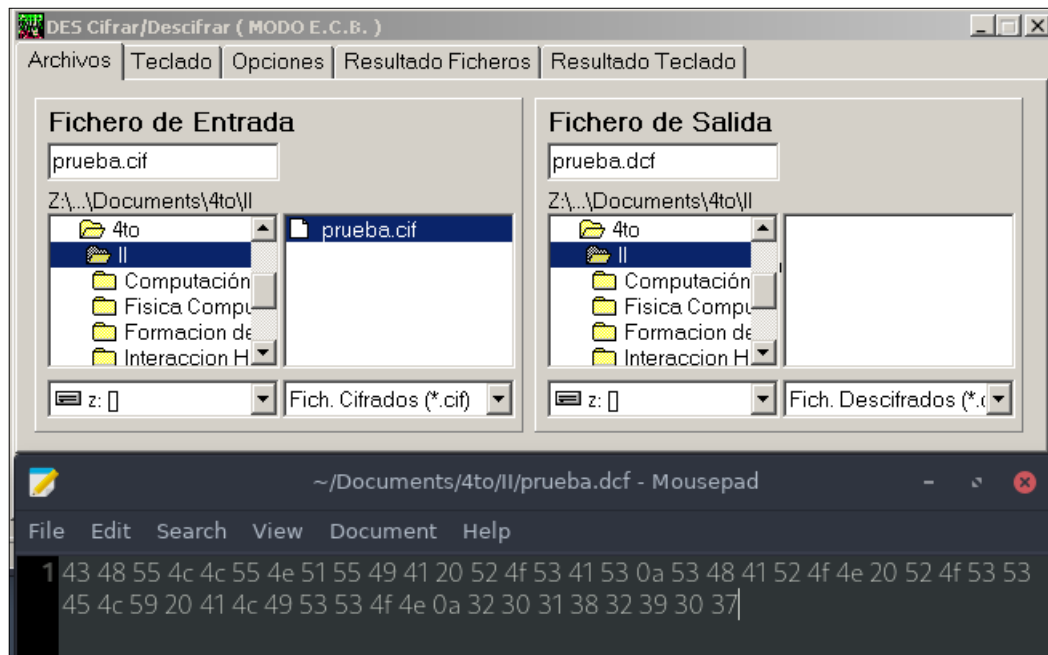 DES Cifrar/Descifrar ( MODO E.C.B. )
Archivos Teclado Opciones Resultado Ficheros Resultado Teclado
Fichero de Entrada
prueba.cif
Z:\...\Documents\4to\II
4to
II
Computación
Fisica Compu
Formacion de
Interaccion H
prueba.cif
z: []
Fich. Cifrados (*.cif)
Fichero de Salida
prueba.dcf
Z:\...\Documents\4to\II
4to
II
Computación
Fisica Compu
Formacion de
Interaccion H
z: []
Fich. Descifrados (*.c
~/Documents/4to/II/prueba.dcf - Mousepad
File Edit Search View Document Help
1 43 48 55 4c 4c 55 4e 51 55 49 41 20 52 4f 53 41 53 0a 53 48 41 52 4f 4e 20 52 4f 53 53
45 4c 59 20 41 4c 49 53 53 4f 4e 0a 32 30 31 38 32 39 30 37